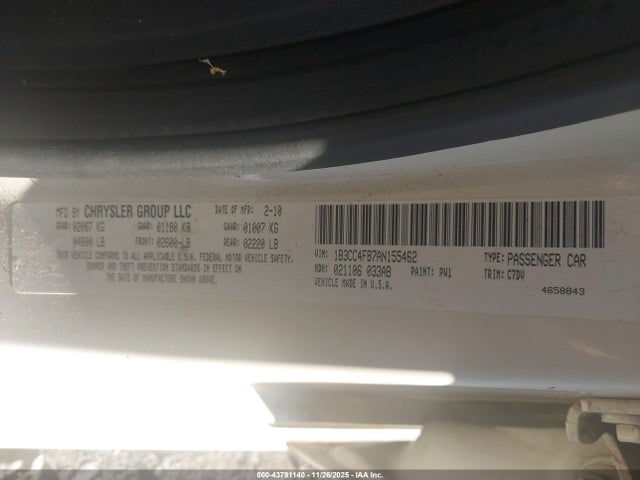 MFD BY CHRYSLER GROUP LLC DATE OF MFR: 2-10
GVWR: 02087 KG GAWR: 01180 KG GAWR: 01007 KG
04600 LB FRONT: 02600 LB REAR: 02220 LB
THIS VEHICLE CONFORMS TO ALL APPLICABLE U.S.A. FEDERAL MOTOR VEHICLE SAFETY,
BUMPER AND THEFT PREVENTION STANDARDS IN EFFECT ON
THE DATE OF MANUFACTURE SHOWN ABOVE.
VIN: 1B3CC4FB7AN155462 TYPE: PASSENGER CAR
MDH: 021106 033AB PAINT: PW1 TRIM: C7DV
VEHICLE MADE IN U.S.A. 4658843
000-43791140 - 11/26/2025 - IAA Inc.